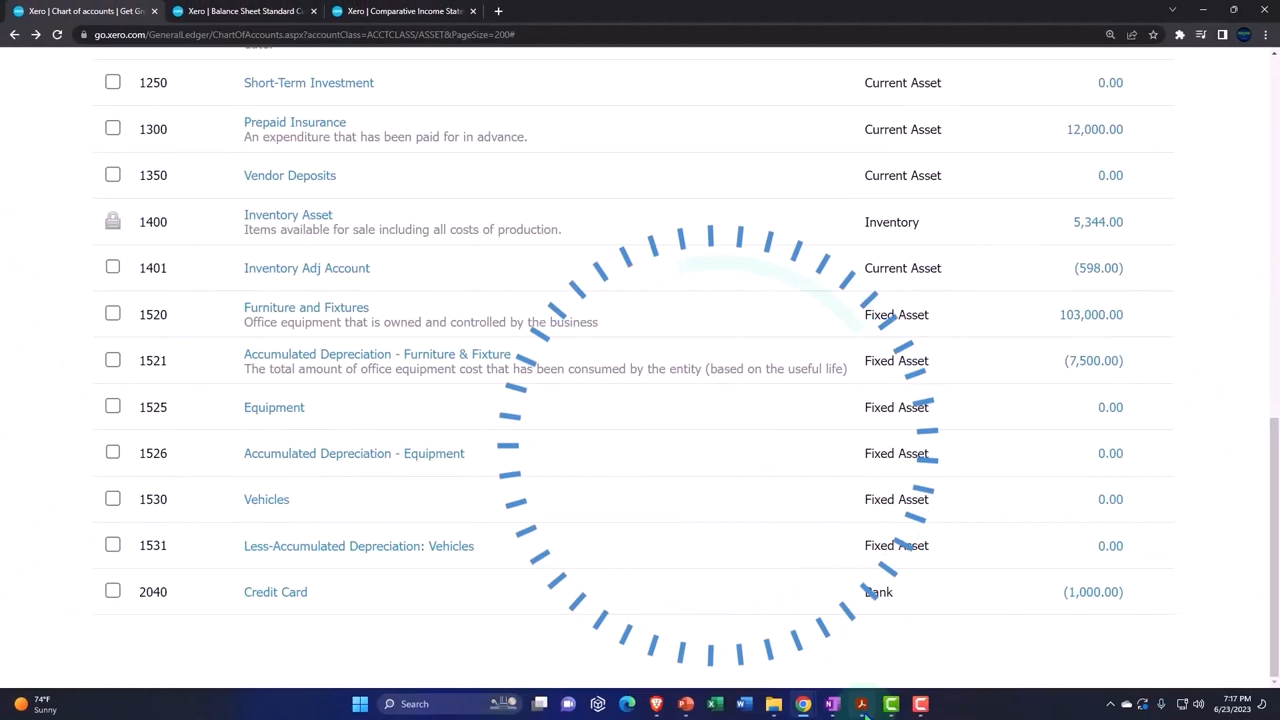 Xero | Chart of accounts | Get Gr
Xero | Balance Sheet Standard Cu
Xero | Comparative Income State
go.xero.com/GeneralLedger/ChartOfAccounts.aspx?accountClass=ACCTCLASS/ASSET&PageSize=200#
1250 Short-Term Investment Current Asset 0.00
1300 Prepaid Insurance Current Asset 12,000.00
An expenditure that has been paid for in advance.
1350 Vendor Deposits Current Asset 0.00
1400 Inventory Asset Inventory 5,344.00
Items available for sale including all costs of production.
1401 Inventory Adj Account Current Asset (598.00)
1520 Furniture and Fixtures Fixed Asset 103,000.00
Office equipment that is owned and controlled by the business
1521 Accumulated Depreciation - Furniture & Fixture Fixed Asset (7,500.00)
The total amount of office equipment cost that has been consumed by the entity (based on the useful life)
1525 Equipment Fixed Asset 0.00
1526 Accumulated Depreciation - Equipment Fixed Asset 0.00
1530 Vehicles Fixed Asset 0.00
1531 Less-Accumulated Depreciation: Vehicles Fixed Asset 0.00
2040 Credit Card Bank (1,000.00)
74°F
Sunny
Search
7:17 PM
6/23/2023